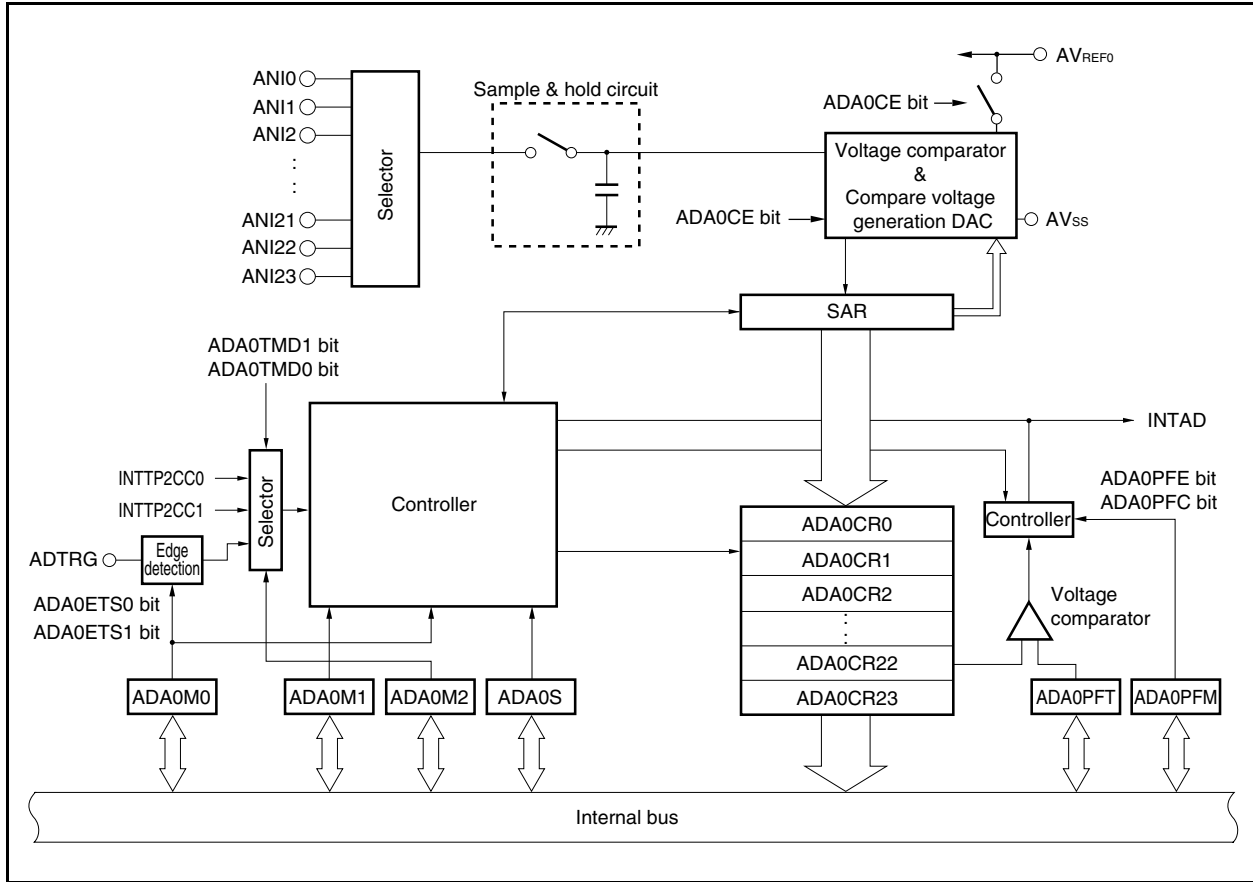 ANI0
ANI1
ANI2
ANI21
ANI22
ANI23
Selector
Sample & hold circuit
AVREF0
ADA0CE bit
Voltage comparator
&
Compare voltage
generation DAC
ADA0CE bit
AVSS
SAR
ADA0TMD1 bit
ADA0TMD0 bit
INTTP2CC0
INTTP2CC1
ADTRG
Edge
detection
Selector
Controller
ADA0ETS0 bit
ADA0ETS1 bit
INTAD
ADA0PFE bit
ADA0PFC bit
Controller
Voltage
comparator
ADA0CR0
ADA0CR1
ADA0CR2
ADA0CR22
ADA0CR23
ADA0M0
ADA0M1
ADA0M2
ADA0S
ADA0PFT
ADA0PFM
Internal bus